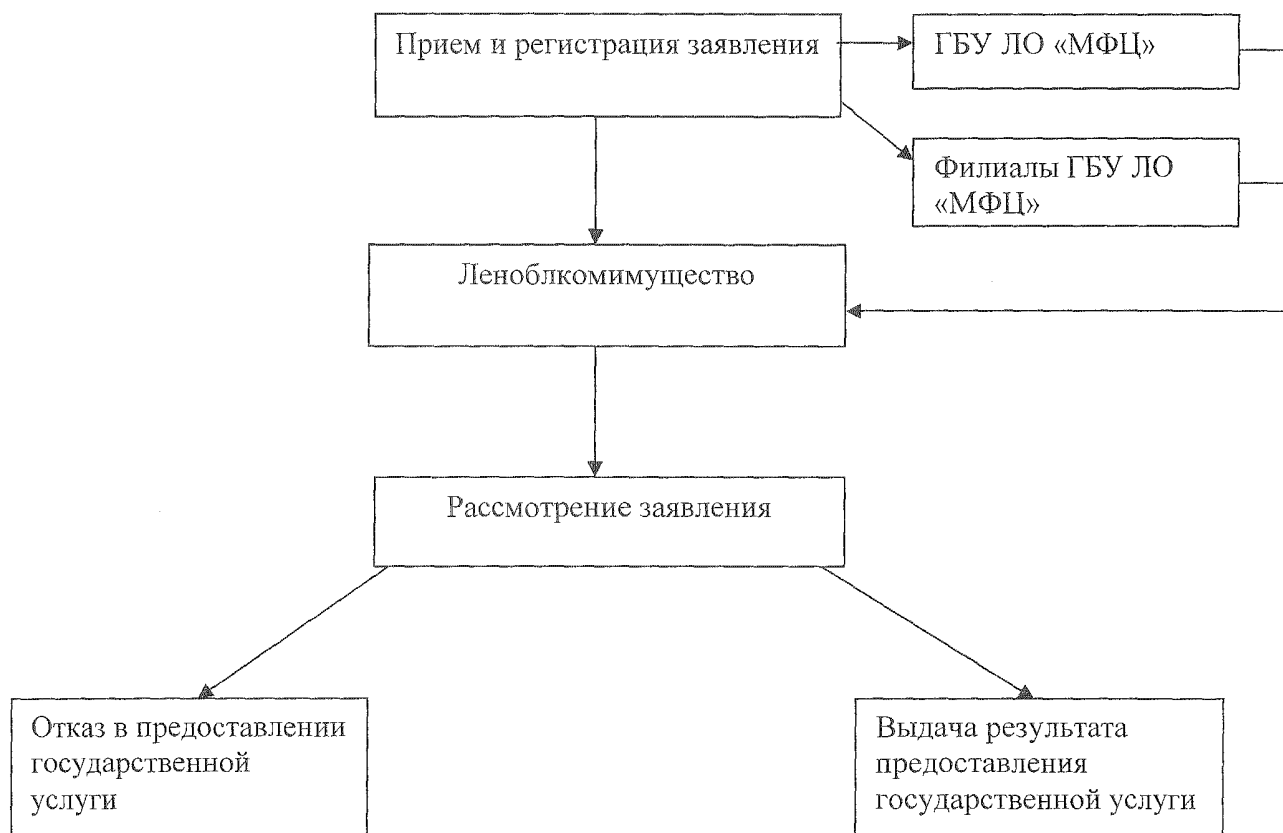 Прием и регистрация заявления
ГБУ ЛО «МФЦ»
Филиалы ГБУ ЛО
«МФЦ»
Леноблкомимущество
Рассмотрение заявления
Отказ в предоставлении
государственной
услуги
Выдача результата
предоставления
государственной услуги